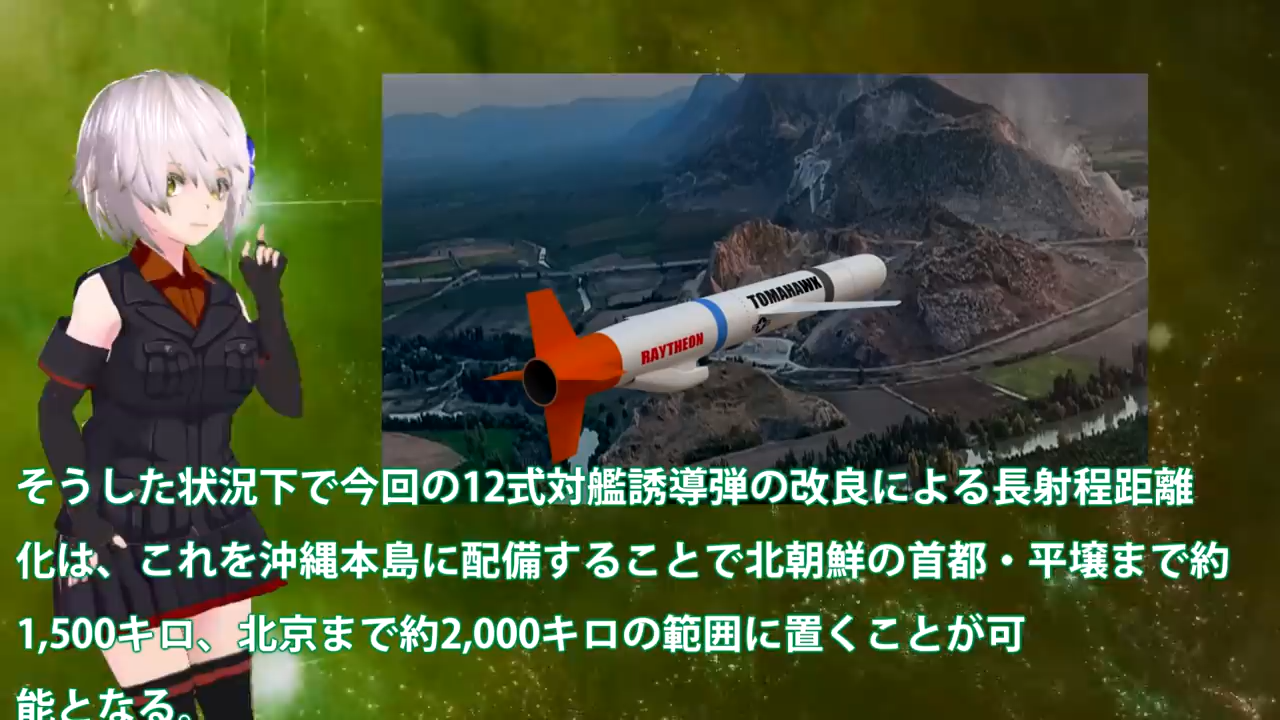 TOMAHAWK
RAYTHEON
そうした状況下で今回の12式対艦誘導弾の改良による長射程距離
化は、これを沖縄本島に配備することで北朝鮮の首都・平壌まで約
1,500キロ、北京まで約2,000キロの範囲に置くことが可
能となる。